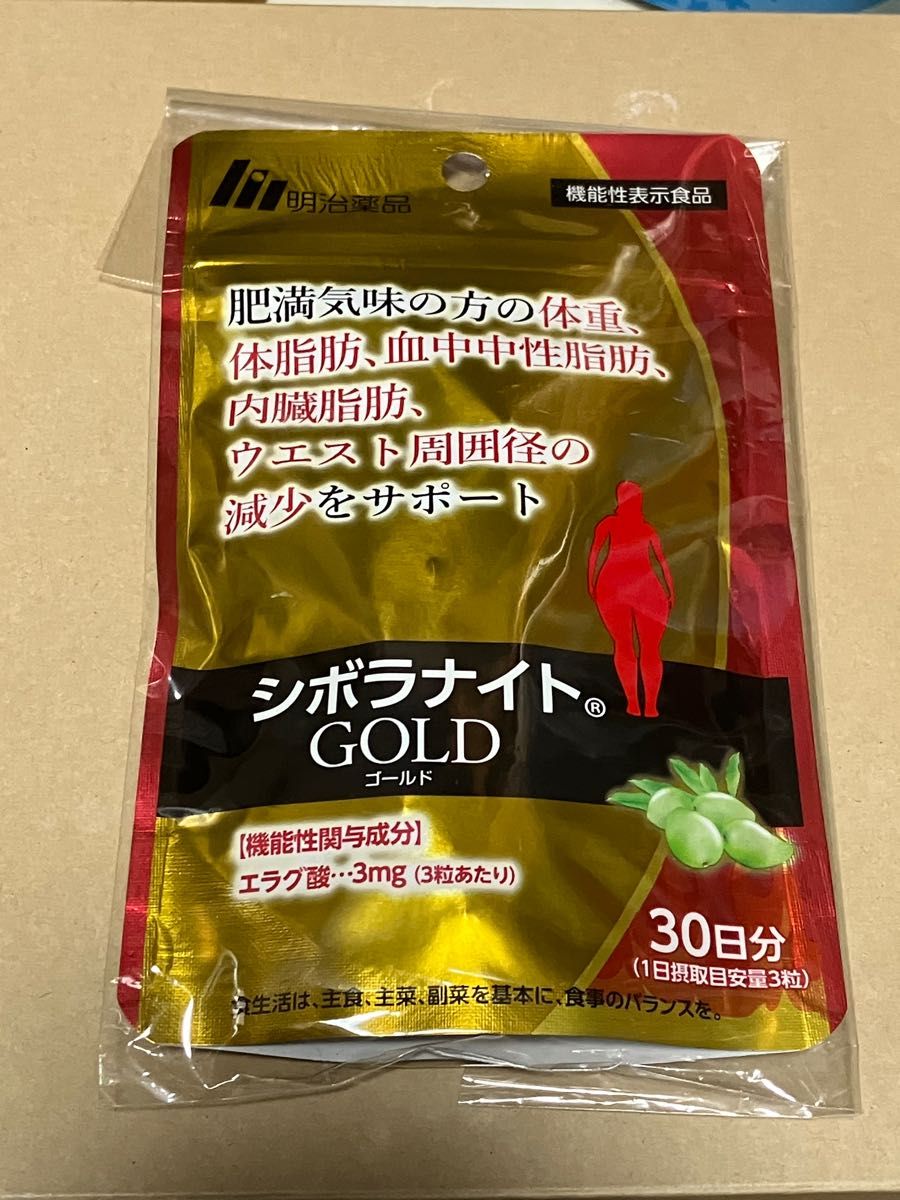 明治薬品
機能性表示食品
肥満気味の方の体重、
体脂肪、血中中性脂肪、
内臓脂肪、
ウエスト周囲径の
減少をサポート
シボラナイト®
GOLD
ゴールド
【機能性関与成分】
エラグ酸…3mg (3粒あたり)
30日分
(1日摂取目安量3粒)
食生活は、主食、主菜、副菜を基本に、食事のバランスを。